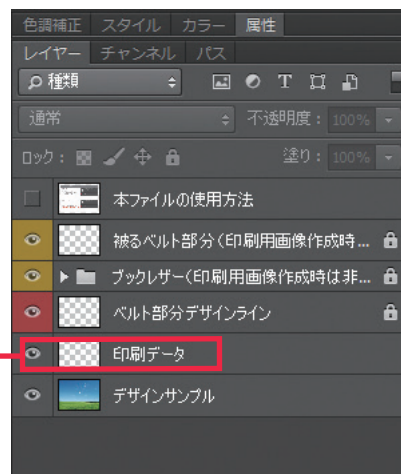 色調補正 スタイル カラー 属性
レイヤー チャンネル パス
種類 T
通常 不透明度： 100%
ロック： 塗り： 100%
本ファイルの使用方法
被るベルト部分（印刷用画像作成時...
ブックレザー（印刷用画像作成時は非...
ベルト部分デザインライン
印刷データ
デザインサンプル